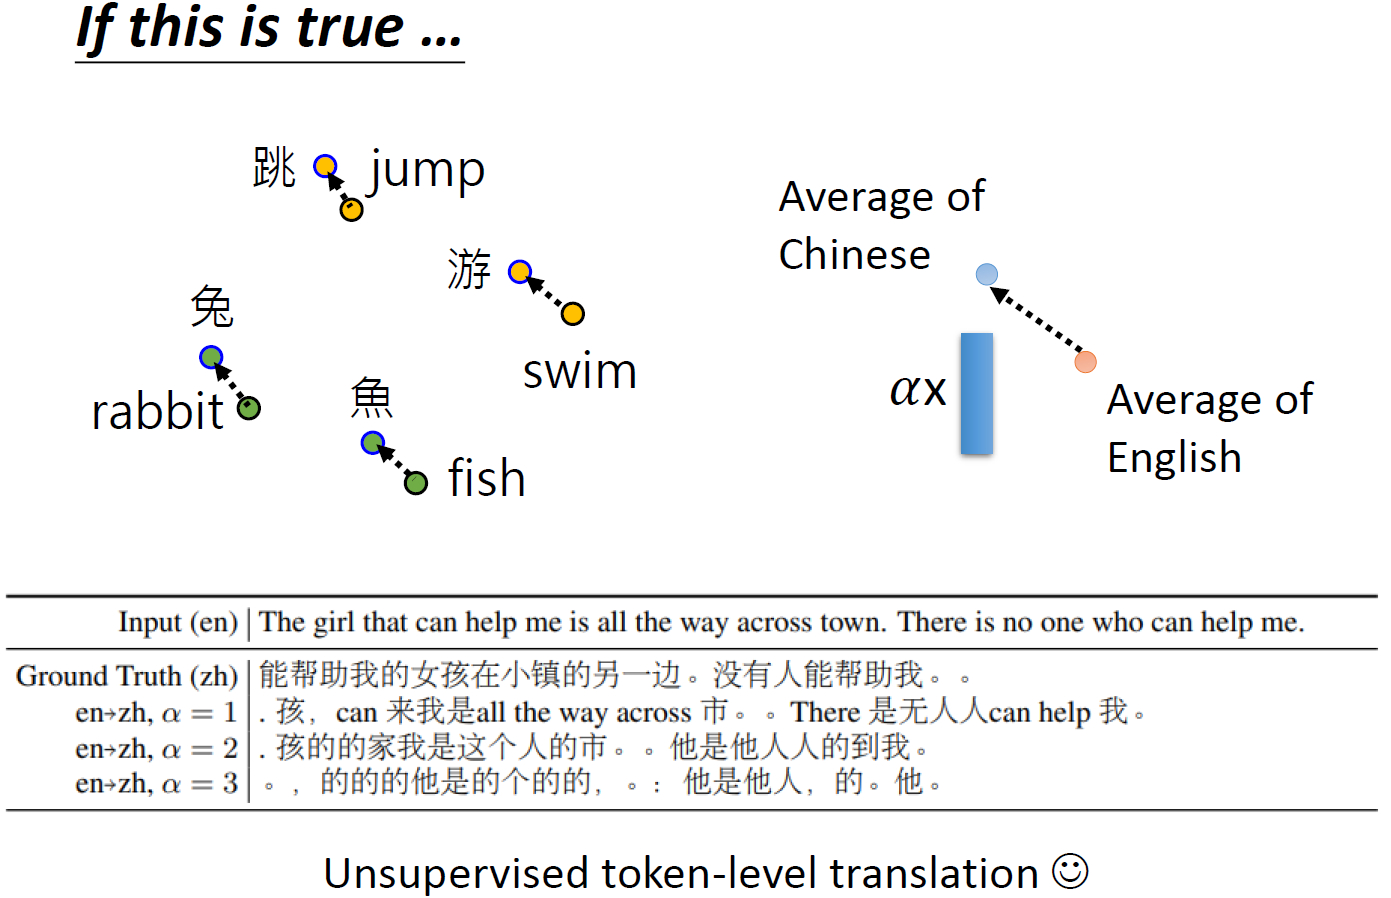 If this is true …
跳 jump
游
swim
兔
rabbit
魚
fish
Average of
Chinese
αx
Average of
English
Input (en) The girl that can help me is all the way across town. There is no one who can help me.
Ground Truth (zh) 能帮助我的女孩在小镇的另一边。没有人能帮助我。。
en→zh, α = 1 . 孩，can 来我是all the way across 市。。There 是无人人can help 我。
en→zh, α = 2 . 孩的的家我是这个人的市。。他是他人人的到我。
en→zh, α = 3 。，的的的他是的个的的，。：他是他人，的。他。
Unsupervised token-level translation ☺